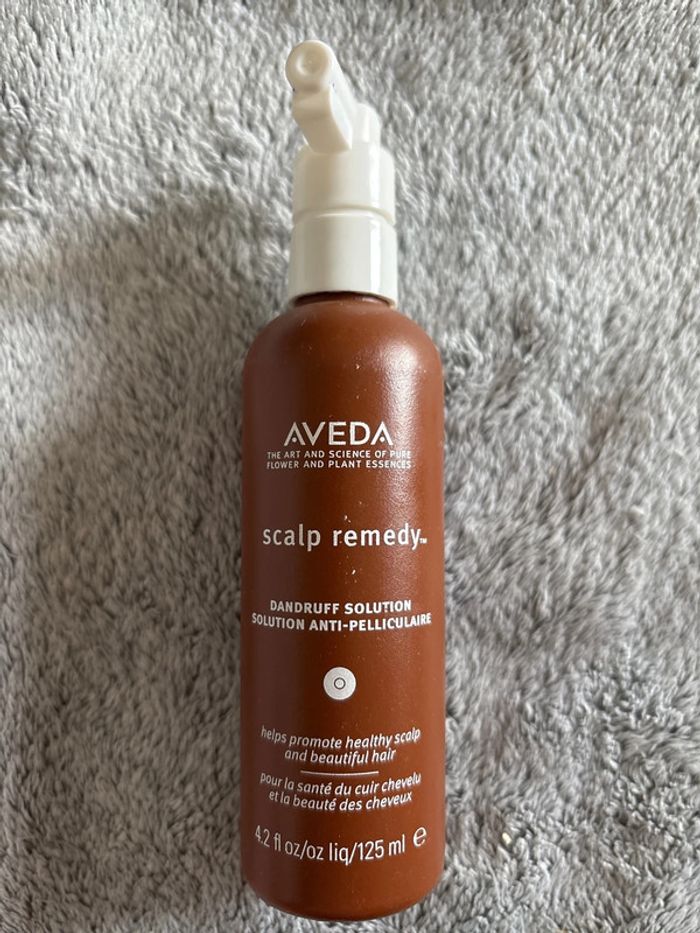 AVEDA
THE ART AND SCIENCE OF PURE
FLOWER AND PLANT ESSENCES
scalp remedy™
DANDRUFF SOLUTION
SOLUTION ANTI-PELLICULAIRE
helps promote healthy scalp
and beautiful hair
pour la santé du cuir chevelu
et la beauté des cheveux
4.2 fl oz/oz liq/125 ml ℮